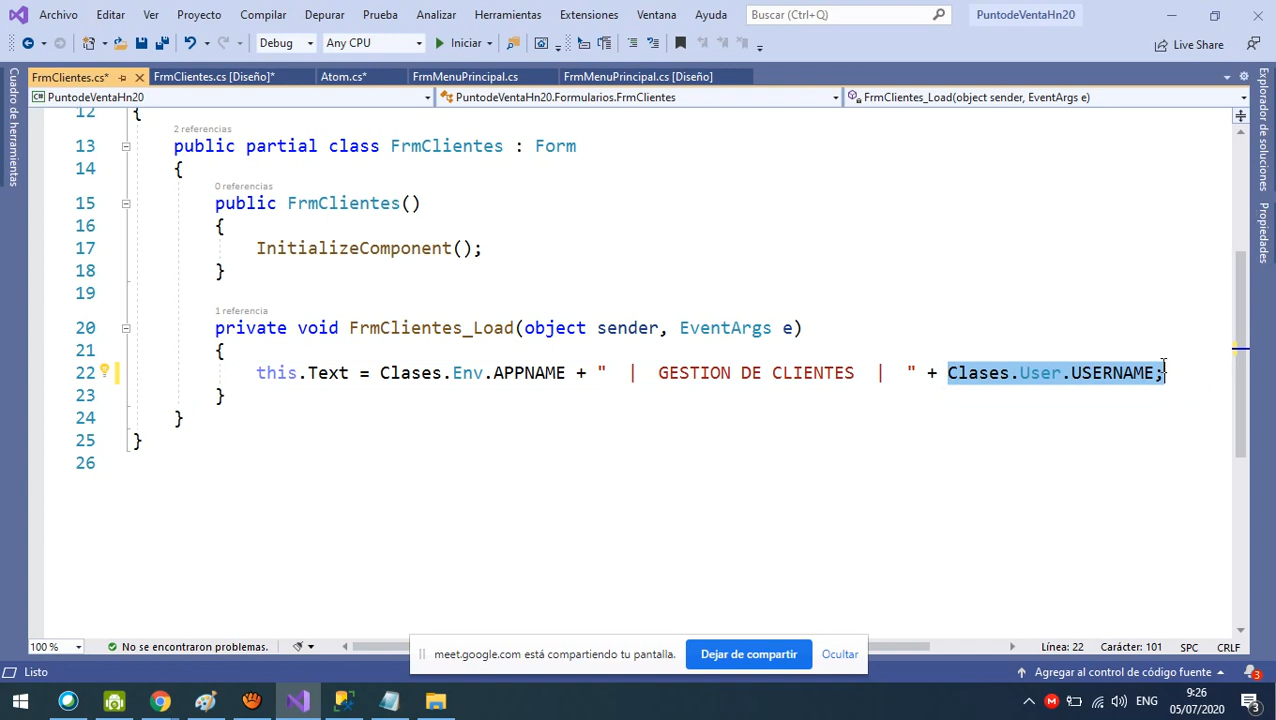 Archivo Editar Ver Proyecto Compilar Depurar Prueba Analizar Herramientas Extensiones Ventana Ayuda Buscar (Ctrl+Q) PuntodeVentaHn20
Debug Any CPU Iniciar Live Share
FrmClientes.cs* FrmClientes.cs [Diseño]* Atom.cs* FrmMenuPrincipal.cs FrmMenuPrincipal.cs [Diseño]
PuntodeVentaHn20 PuntodeVentaHn20.Formularios.FrmClientes FrmClientes_Load(object sender, EventArgs e)
Cuadro de herramientas
Explorador de soluciones
Propiedades
12 {
2 referencias
13 public partial class FrmClientes : Form
14 {
0 referencias
15 public FrmClientes()
16 {
17 InitializeComponent();
18 }
19
1 referencia
20 private void FrmClientes_Load(object sender, EventArgs e)
21 {
22 this.Text = Clases.Env.APPNAME + " | GESTION DE CLIENTES | " + Clases.User.USERNAME;
23 }
24 }
25 }
26
100 % No se encontraron problemas. Línea: 22 Carácter: 101 SPC CRLF
meet.google.com está compartiendo tu pantalla. Dejar de compartir Ocultar
Listo Agregar al control de código fuente 3
ENG 9:26
05/07/2020 3